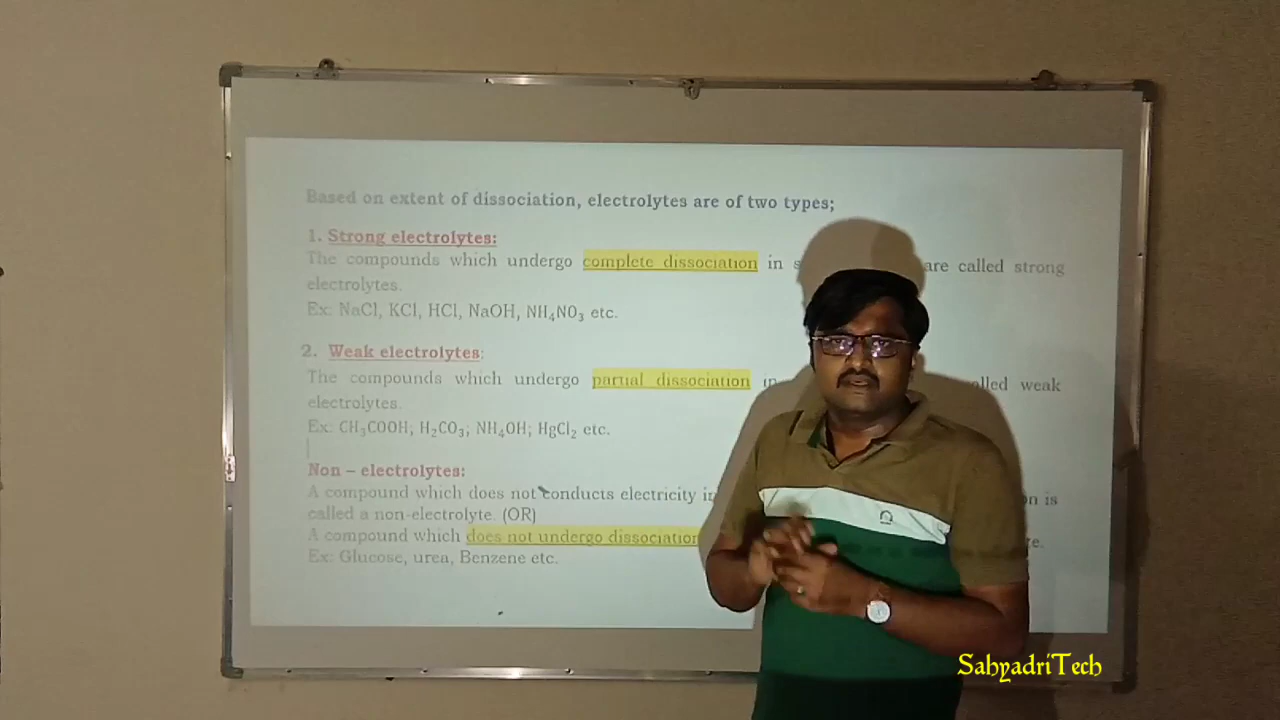 Based on extent of dissociation, electrolytes are of two types;
1. Strong electrolytes:
The compounds which undergo complete dissociation in s are called strong
electrolytes.
Ex: NaCl, KCl, HCl, NaOH, NH₄NO₃ etc.
2. Weak electrolytes:
The compounds which undergo partial dissociation in lled weak
electrolytes.
Ex: CH₃COOH; H₂CO₃; NH₄OH; HgCl₂ etc.
Non – electrolytes:
A compound which does not conducts electricity in on is
called a non-electrolyte. (OR)
A compound which does not undergo dissociation te.
Ex: Glucose, urea, Benzene etc.
SahyadriTech